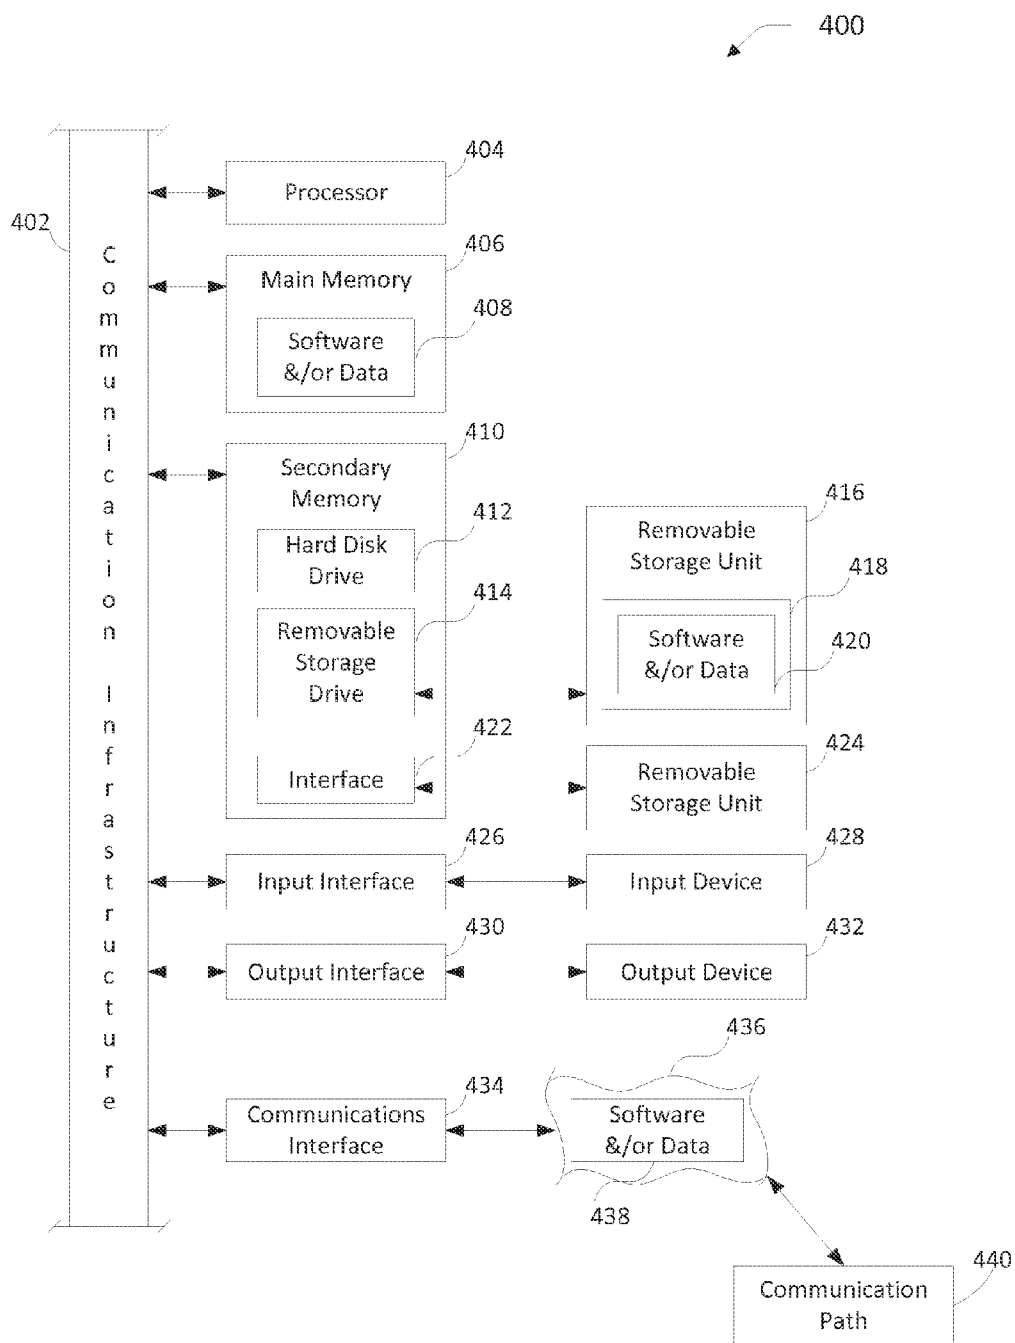 400
404
Processor
402
Communication Infrastructure
406
Main Memory
408
Software
&/or Data
410
Secondary
Memory
412
Hard Disk
Drive
414
Removable
Storage
Drive
416
Removable
Storage Unit
418
Software
&/or Data
420
422
Interface
424
Removable
Storage Unit
426
Input Interface
428
Input Device
430
Output Interface
432
Output Device
434
Communications
Interface
436
Software
&/or Data
438
440
Communication
Path